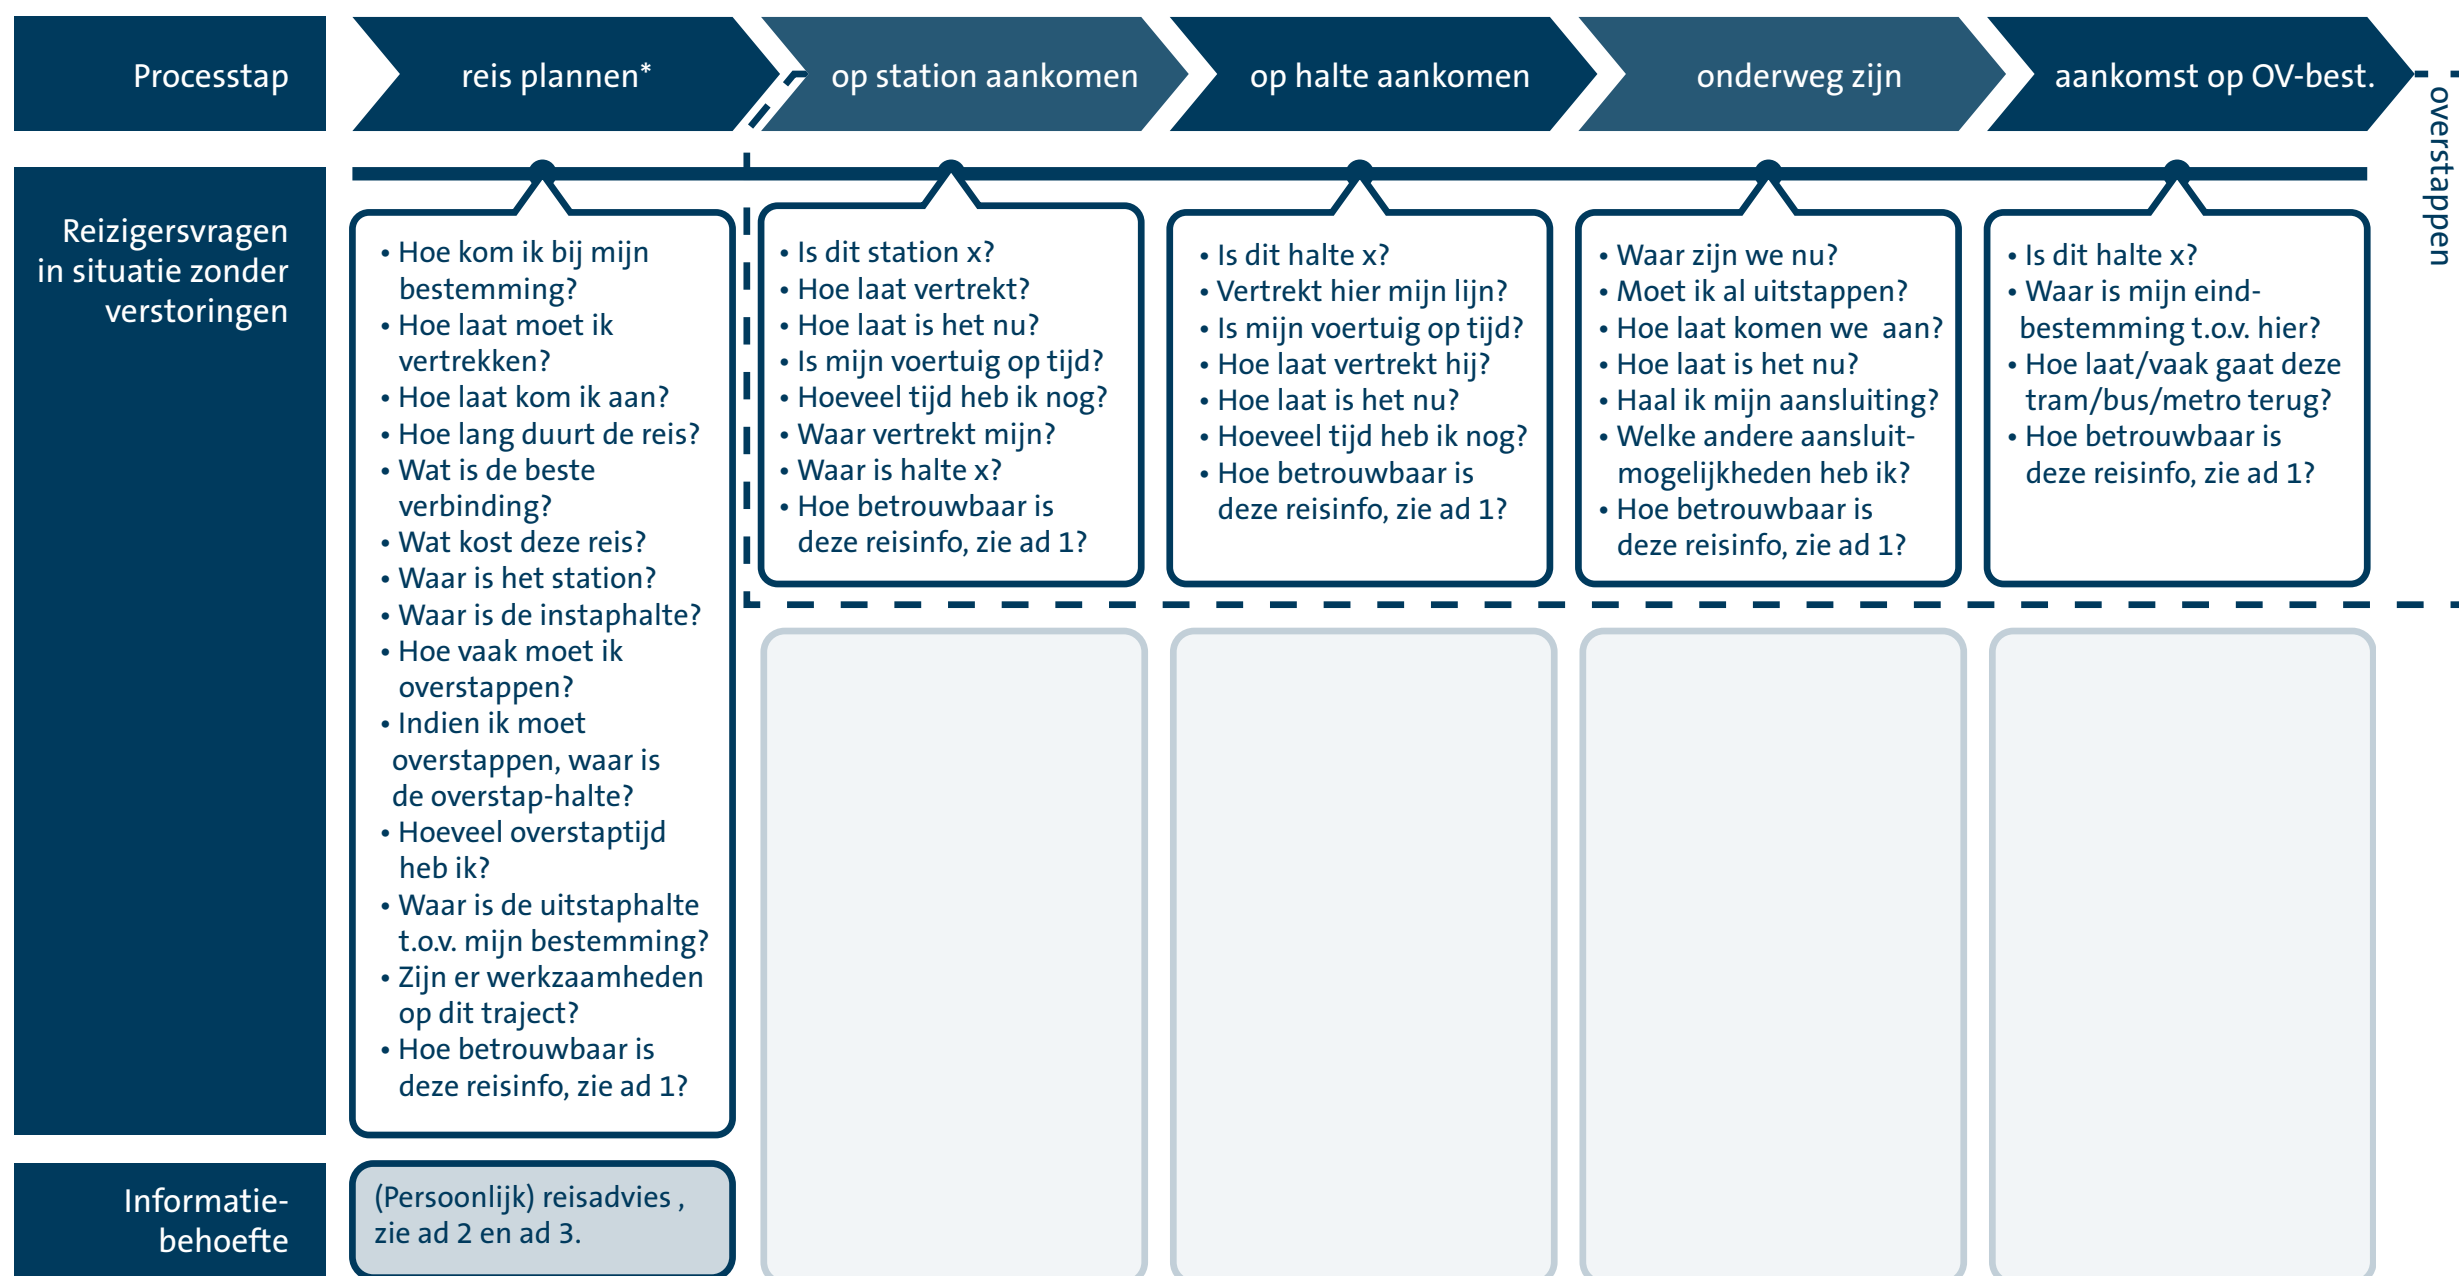 Processtap
reis plannen*
op station aankomen
op halte aankomen
onderweg zijn
aankomst op OV-best.
overstappen
Reizigersvragen
in situatie zonder
verstoringen
• Hoe kom ik bij mijn
bestemming?
• Hoe laat moet ik
vertrekken?
• Hoe laat kom ik aan?
• Hoe lang duurt de reis?
• Wat is de beste
verbinding?
• Wat kost deze reis?
• Waar is het station?
• Waar is de instaphalte?
• Hoe vaak moet ik
overstappen?
• Indien ik moet
overstappen, waar is
de overstap-halte?
• Hoeveel overstaptijd
heb ik?
• Waar is de uitstaphalte
t.o.v. mijn bestemming?
• Zijn er werkzaamheden
op dit traject?
• Hoe betrouwbaar is
deze reisinfo, zie ad 1?
• Is dit station x?
• Hoe laat vertrekt?
• Hoe laat is het nu?
• Is mijn voertuig op tijd?
• Hoeveel tijd heb ik nog?
• Waar vertrekt mijn?
• Waar is halte x?
• Hoe betrouwbaar is
deze reisinfo, zie ad 1?
• Is dit halte x?
• Vertrekt hier mijn lijn?
• Is mijn voertuig op tijd?
• Hoe laat vertrekt hij?
• Hoe laat is het nu?
• Hoeveel tijd heb ik nog?
• Hoe betrouwbaar is
deze reisinfo, zie ad 1?
• Waar zijn we nu?
• Moet ik al uitstappen?
• Hoe laat komen we aan?
• Hoe laat is het nu?
• Haal ik mijn aansluiting?
• Welke andere aansluit-
mogelijkheden heb ik?
• Hoe betrouwbaar is
deze reisinfo, zie ad 1?
• Is dit halte x?
• Waar is mijn eind-
bestemming t.o.v. hier?
• Hoe laat/vaak gaat deze
tram/bus/metro terug?
• Hoe betrouwbaar is
deze reisinfo, zie ad 1?
Informatie-
behoefte
(Persoonlijk) reisadvies ,
zie ad 2 en ad 3.